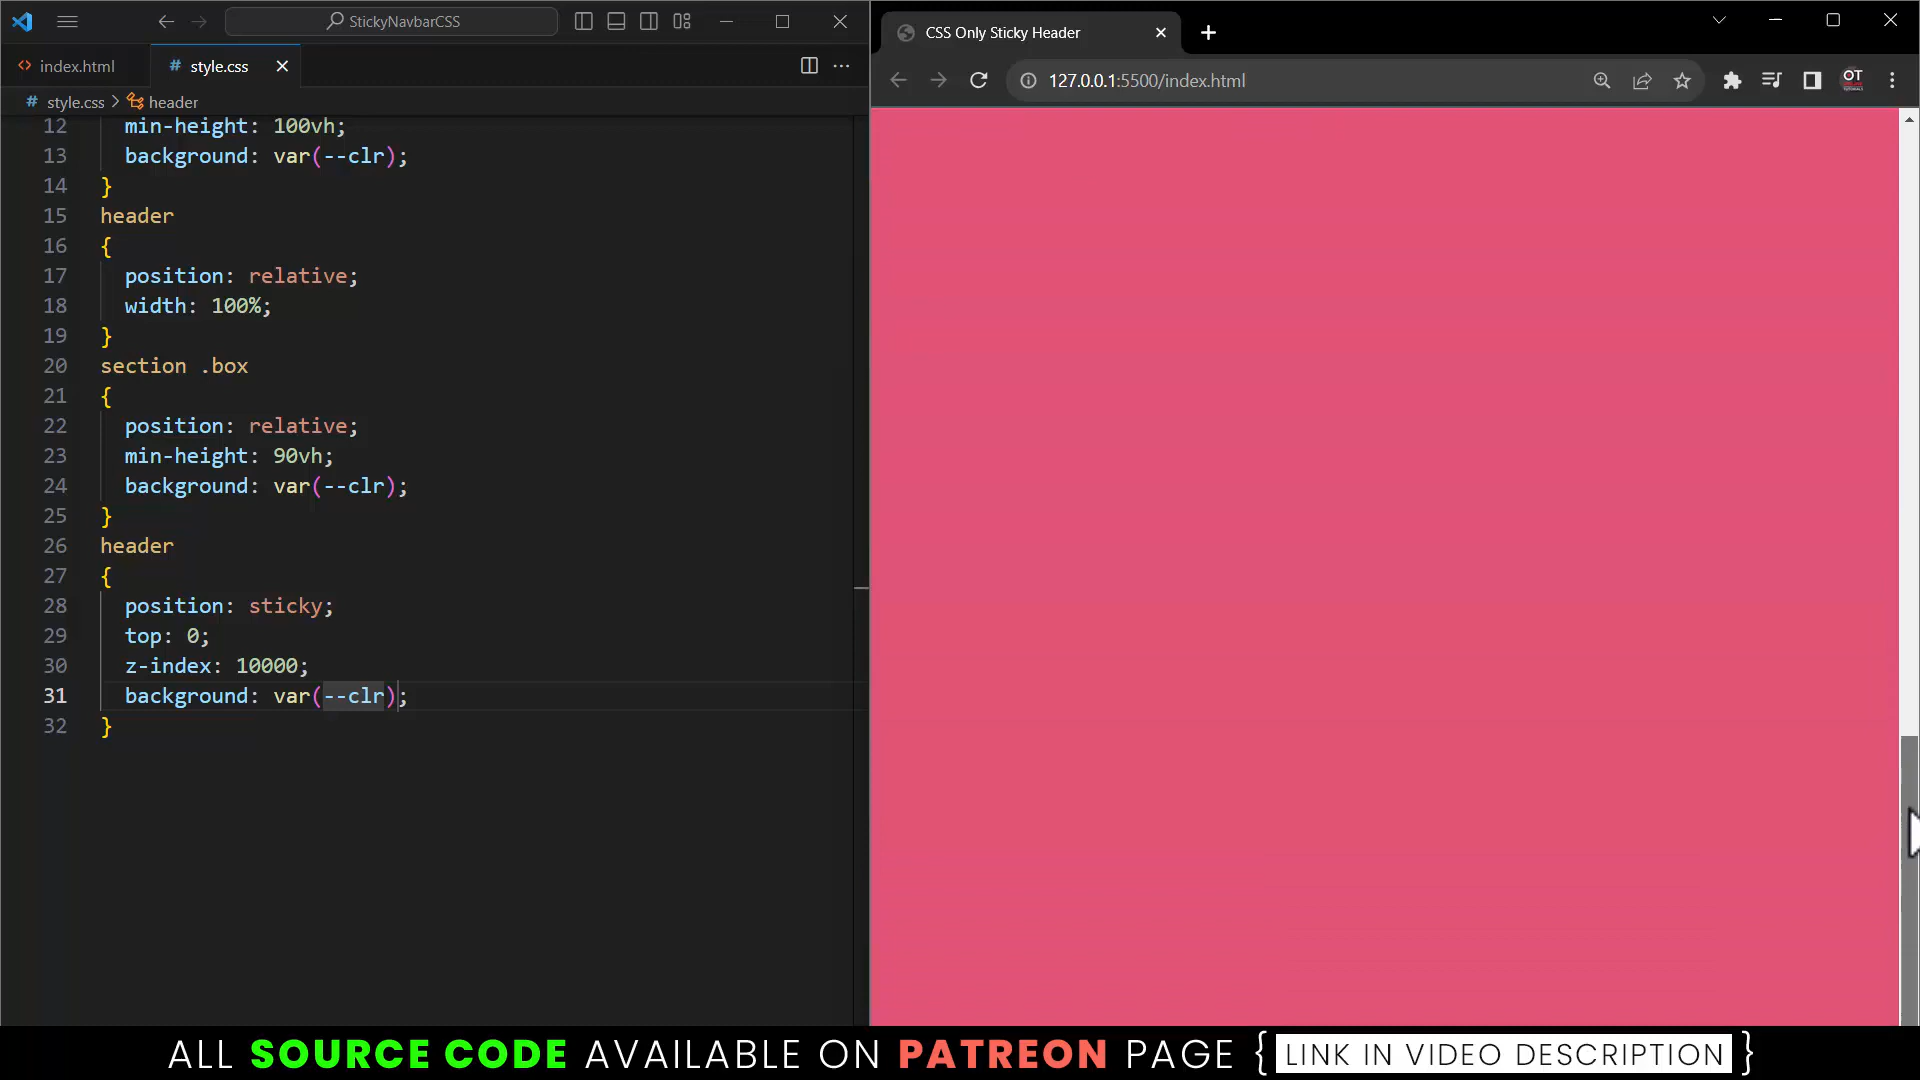 StickyNavbarCSS
index.html
# style.css
# style.css > header
12 min-height: 100vh;
13 background: var(--clr);
14 }
15 header
16 {
17 position: relative;
18 width: 100%;
19 }
20 section .box
21 {
22 position: relative;
23 min-height: 90vh;
24 background: var(--clr);
25 }
26 header
27 {
28 position: sticky;
29 top: 0;
30 z-index: 10000;
31 background: var(--clr);
32 }
CSS Only Sticky Header
127.0.0.1:5500/index.html
OT
ALL SOURCE CODE AVAILABLE ON PATREON PAGE { LINK IN VIDEO DESCRIPTION }